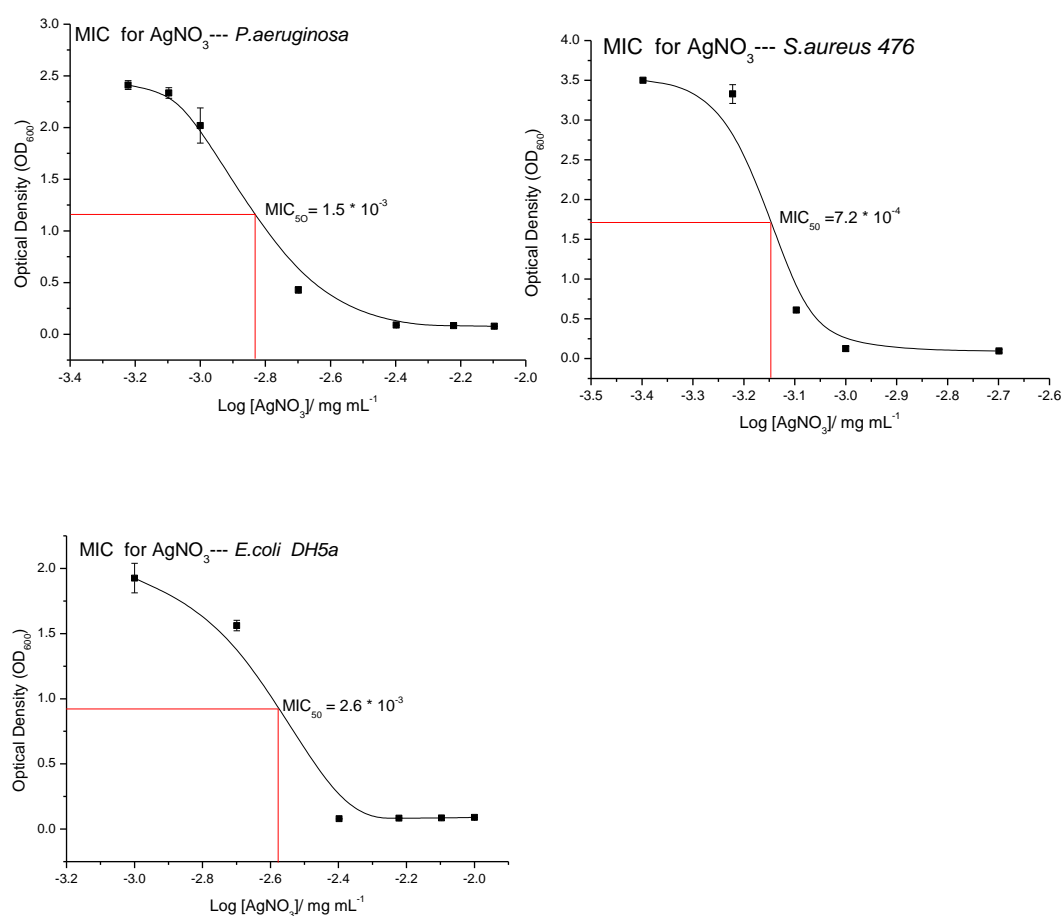 MIC for AgNO3--- P.aeruginosa
3.0
2.5
2.0
1.5
1.0
0.5
0.0
Optical Density (OD600)
MIC5O= 1.5 * 10-3
-3.4 -3.2 -3.0 -2.8 -2.6 -2.4 -2.2 -2.0
Log [AgNO3]/ mg mL-1
MIC for AgNO3--- S.aureus 476
4.0
3.5
3.0
2.5
2.0
1.5
1.0
0.5
0.0
Optical Density (OD600)
MIC50 =7.2 * 10-4
-3.5 -3.4 -3.3 -3.2 -3.1 -3.0 -2.9 -2.8 -2.7 -2.6
Log [AgNO3]/ mg mL-1
MIC for AgNO3--- E.coli DH5a
2.0
1.5
1.0
0.5
0.0
Optical Density (OD600)
MIC50 = 2.6 * 10-3
-3.2 -3.0 -2.8 -2.6 -2.4 -2.2 -2.0
Log [AgNO3]/ mg mL-1